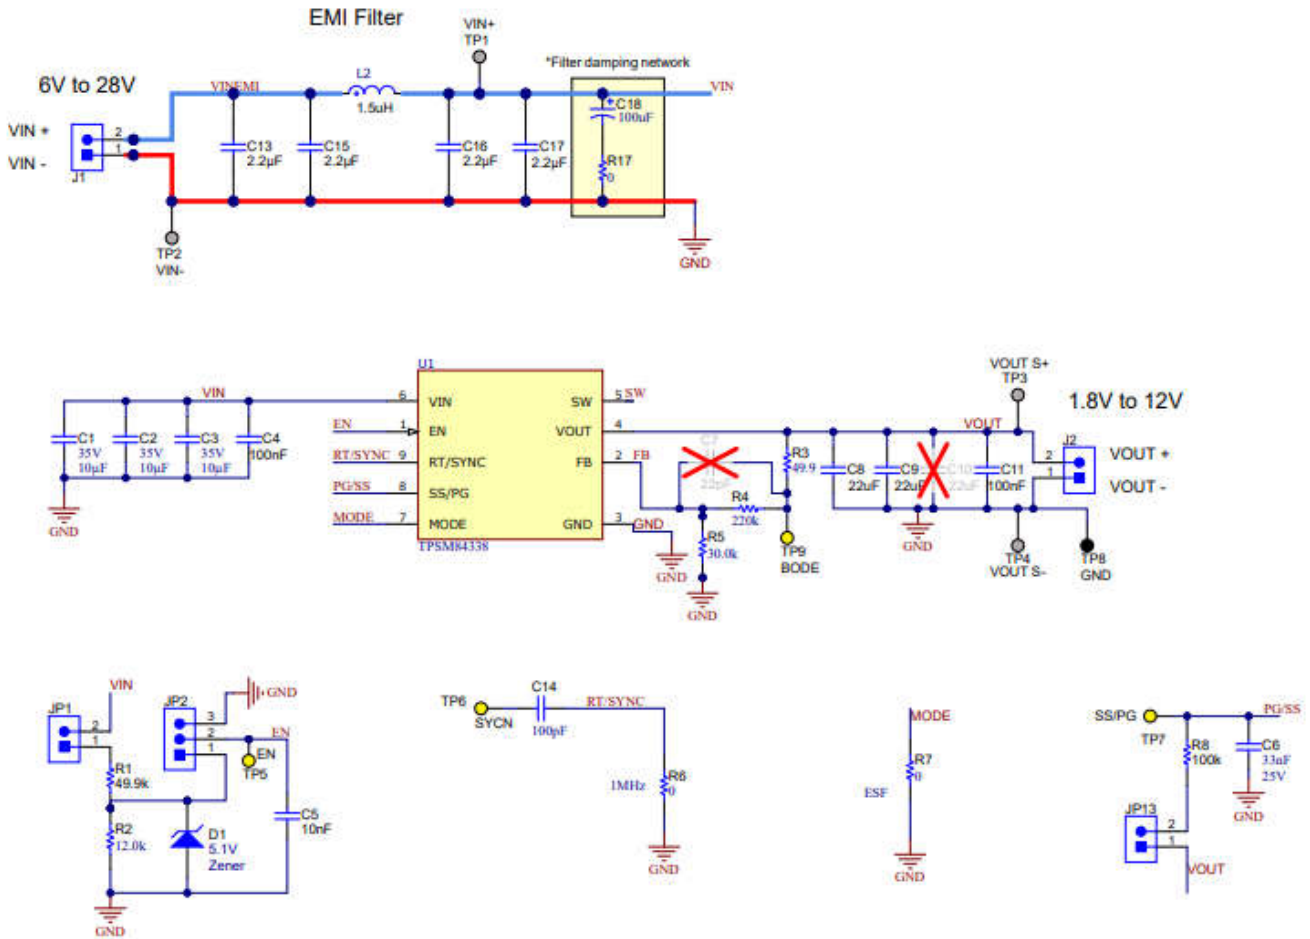 EMI Filter
VIN+
TP1
*Filter damping network
6V to 28V
VINEMI
L2
1.5uH
VIN
VIN +
VIN -
2
1
J1
C13
2.2µF
C15
2.2µF
C16
2.2µF
C17
2.2µF
+
C18
100uF
R17
0
TP2
VIN-
GND
U1
VIN
6
VIN
SW
5
SW
EN
1
EN
VOUT
4
RT/SYNC
9
RT/SYNC
FB
2
FB
PG/SS
8
SS/PG
MODE
7
MODE
GND
3
GND
TPSM84338
C1
35V
10µF
C2
35V
10µF
C3
35V
10µF
C4
100nF
GND
22pF
R3
49.9
R4
220k
R5
30.0k
GND
GND
TP9
BODE
VOUT S+
TP3
VOUT
1.8V to 12V
C8
22uF
C9
22uF
C10
22uF
C11
100nF
J2
2
1
VOUT +
VOUT -
GND
TP4
VOUT S-
TP8
GND
VIN
JP1
2
1
JP2
3
2
1
GND
EN
EN
TP5
R1
49.9k
R2
12.0k
D1
5.1V
Zener
C5
10nF
GND
TP6
SYCN
C14
100pF
RT/SYNC
1MHz
R6
0
GND
MODE
R7
0
ESF
GND
SS/PG
TP7
PG/SS
R8
100k
C6
33nF
25V
GND
JP13
2
1
VOUT